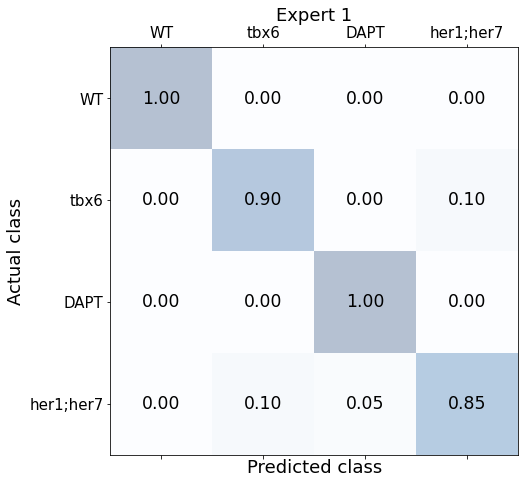 Expert 1
WT tbx6 DAPT her1;her7
WT 1.00 0.00 0.00 0.00
tbx6 0.00 0.90 0.00 0.10
DAPT 0.00 0.00 1.00 0.00
her1;her7 0.00 0.10 0.05 0.85
Actual class
Predicted class